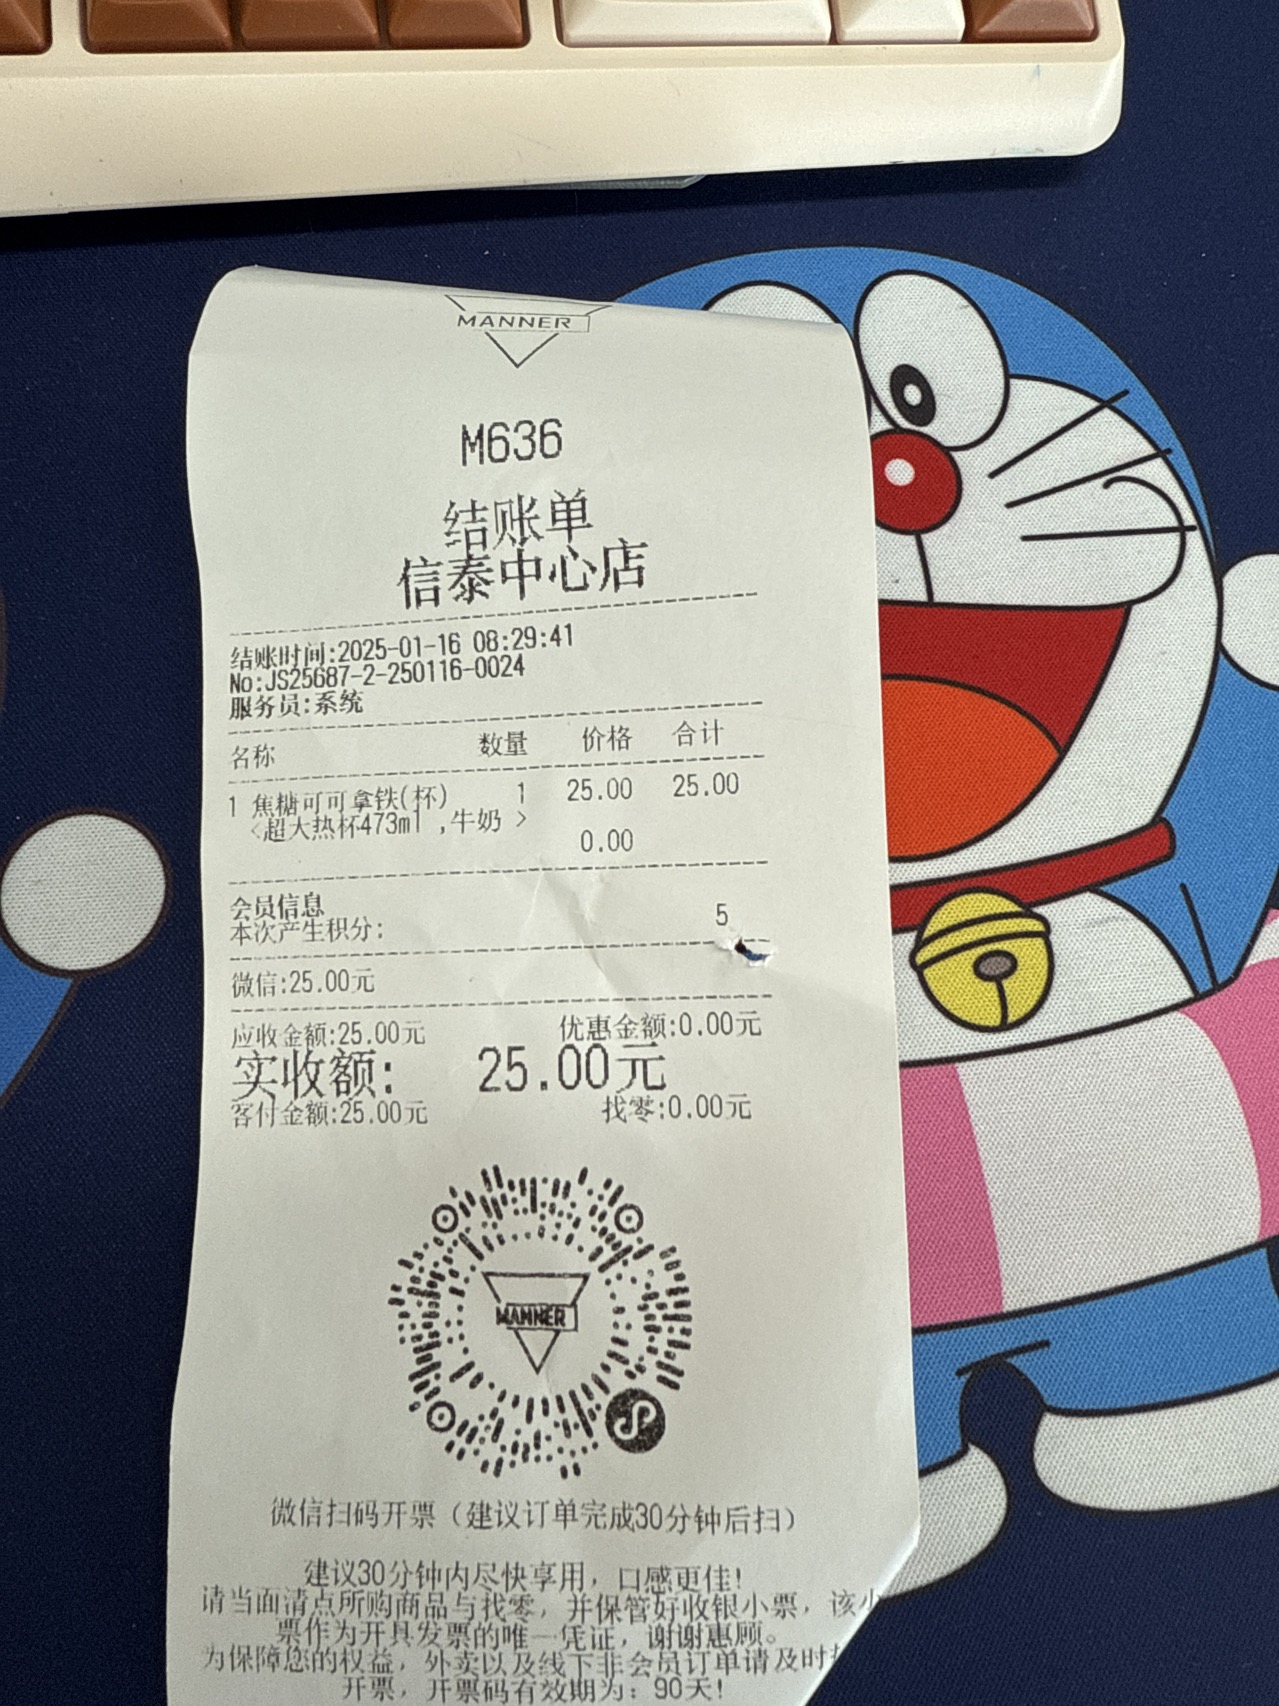 MANNER
M636
结账单
信泰中心店
结账时间:2025-01-16 08:29:41
No:JS25687-2-250116-0024
服务员:系统
名称 数量 价格 合计
1 焦糖可可拿铁(杯) 1 25.00 25.00
<超大热杯473ml ,牛奶 >
0.00
会员信息
本次产生积分: 5
微信:25.00元
应收金额:25.00元 优惠金额:0.00元
实收额: 25.00元
客付金额:25.00元 找零:0.00元
MANNER
微信扫码开票（建议订单完成30分钟后扫）
建议30分钟内尽快享用，口感更佳!
请当面清点所购商品与找零，并保管好收银小票，该小
票作为开具发票的唯一凭证，谢谢惠顾。
为保障您的权益，外卖以及线下非会员订单请及时
开票，开票码有效期为：90天!